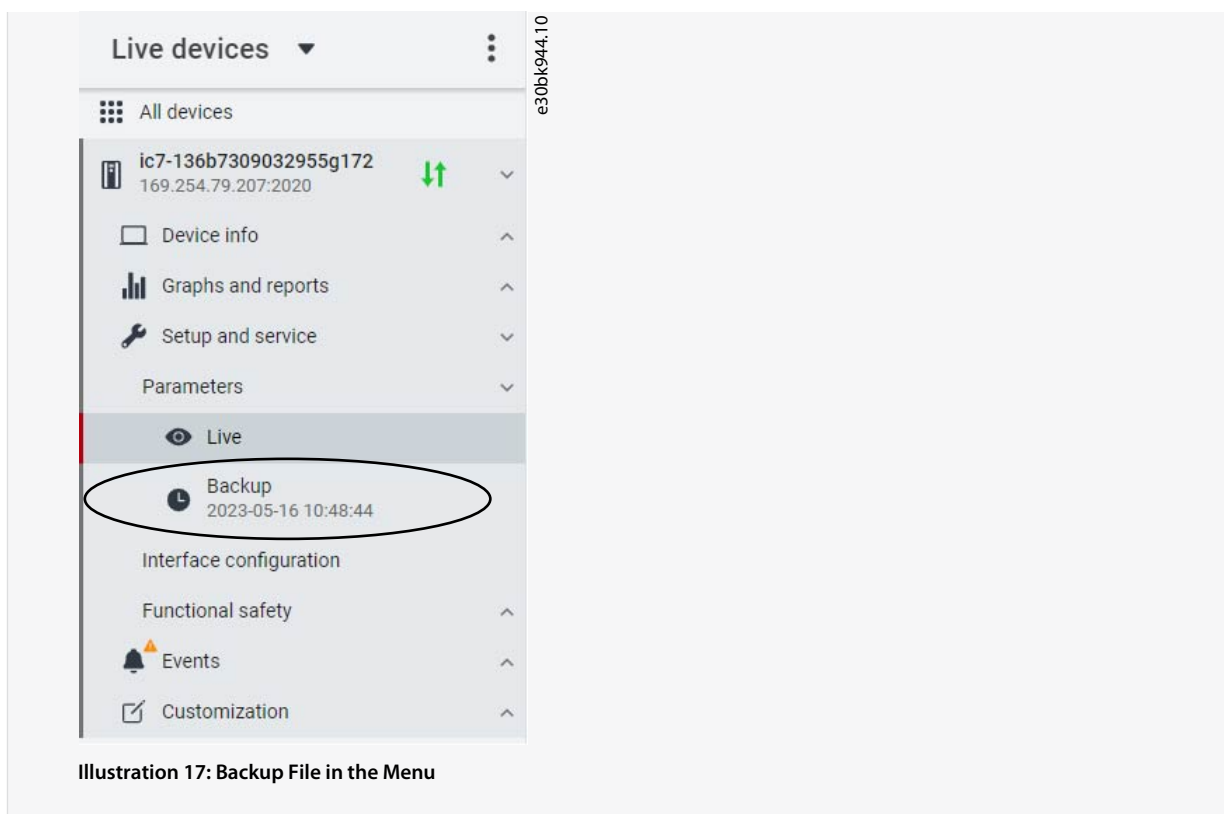 Live devices
e30bk944.10
All devices
ic7-136b7309032955g172
169.254.79.207:2020
Device info
Graphs and reports
Setup and service
Parameters
Live
Backup
2023-05-16 10:48:44
Interface configuration
Functional safety
Events
Customization
Illustration 17: Backup File in the Menu